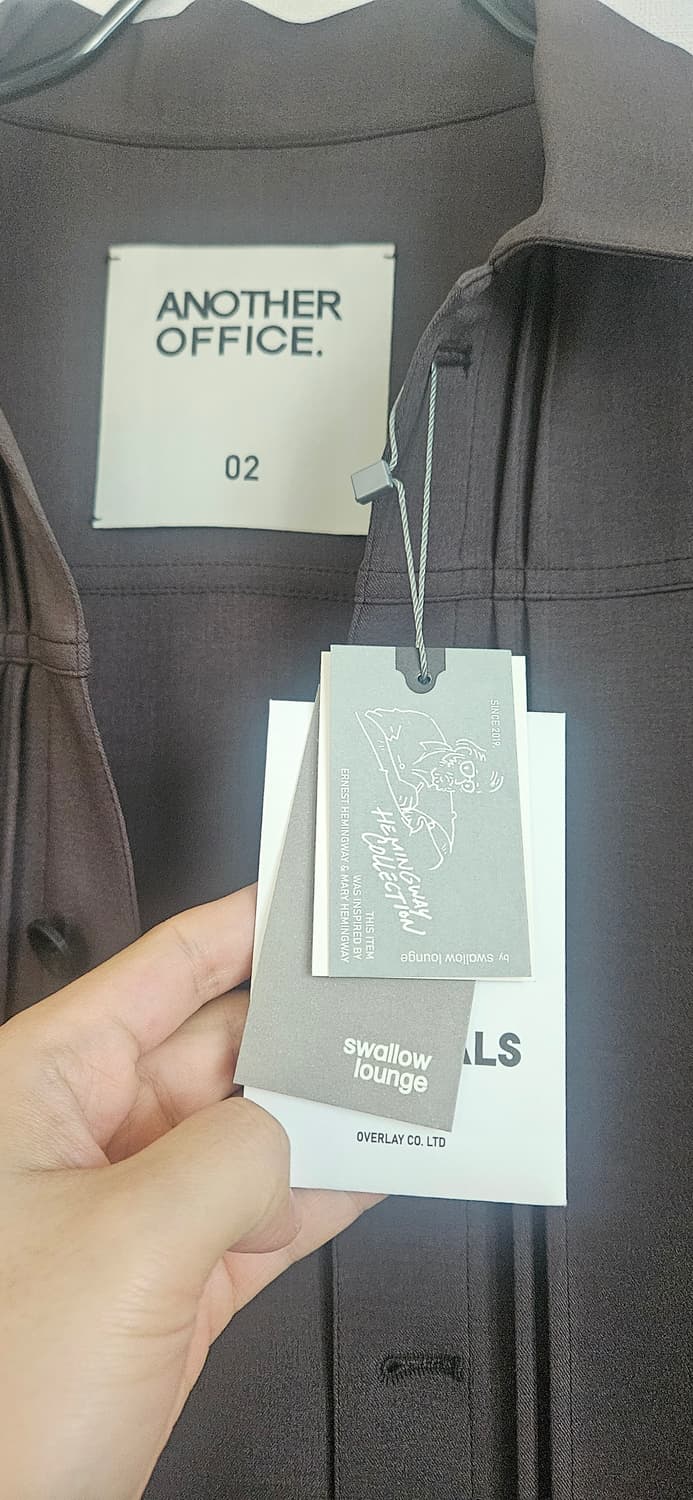 ANOTHER
OFFICE.
02
SINCE 2019.
HEMINGWAY
COLLECTION
THIS ITEM
WAS INSPIRED BY
ERNEST HEMINGWAY & MARY HEMINGWAY
by swallow lounge
swallow
lounge
ALS
OVERLAY CO. LTD